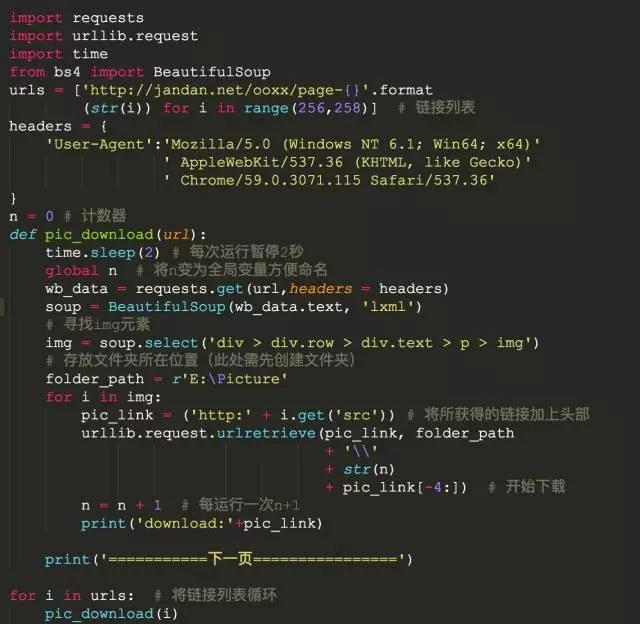 import requests
import urllib.request
import time
from bs4 import BeautifulSoup
urls = ['http://jandan.net/ooxx/page-{}'.format
        (str(i)) for i in range(256,258)]  # 链接列表
headers = {
    'User-Agent':'Mozilla/5.0 (Windows NT 6.1; Win64; x64)'
                 ' AppleWebKit/537.36 (KHTML, like Gecko)'
                 ' Chrome/59.0.3071.115 Safari/537.36'
}
n = 0 # 计数器
def pic_download(url):
    time.sleep(2) # 每次运行暂停2秒
    global n  # 将n变为全局变量方便命名
    wb_data = requests.get(url,headers = headers)
    soup = BeautifulSoup(wb_data.text, 'lxml')
    # 寻找img元素
    img = soup.select('div > div.row > div.text > p > img')
    # 存放文件夹所在位置（此处需先创建文件夹）
    folder_path = r'E:\Picture'
    for i in img:
        pic_link = ('http:' + i.get('src')) # 将所获得的链接加上头部
        urllib.request.urlretrieve(pic_link, folder_path
                                   + '\\'
                                   + str(n)
                                   + pic_link[-4:])  # 开始下载
        n = n + 1  # 每运行一次n+1
        print('download:'+pic_link)
    print('===========下一页================')
for i in urls:  # 将链接列表循环
    pic_download(i)